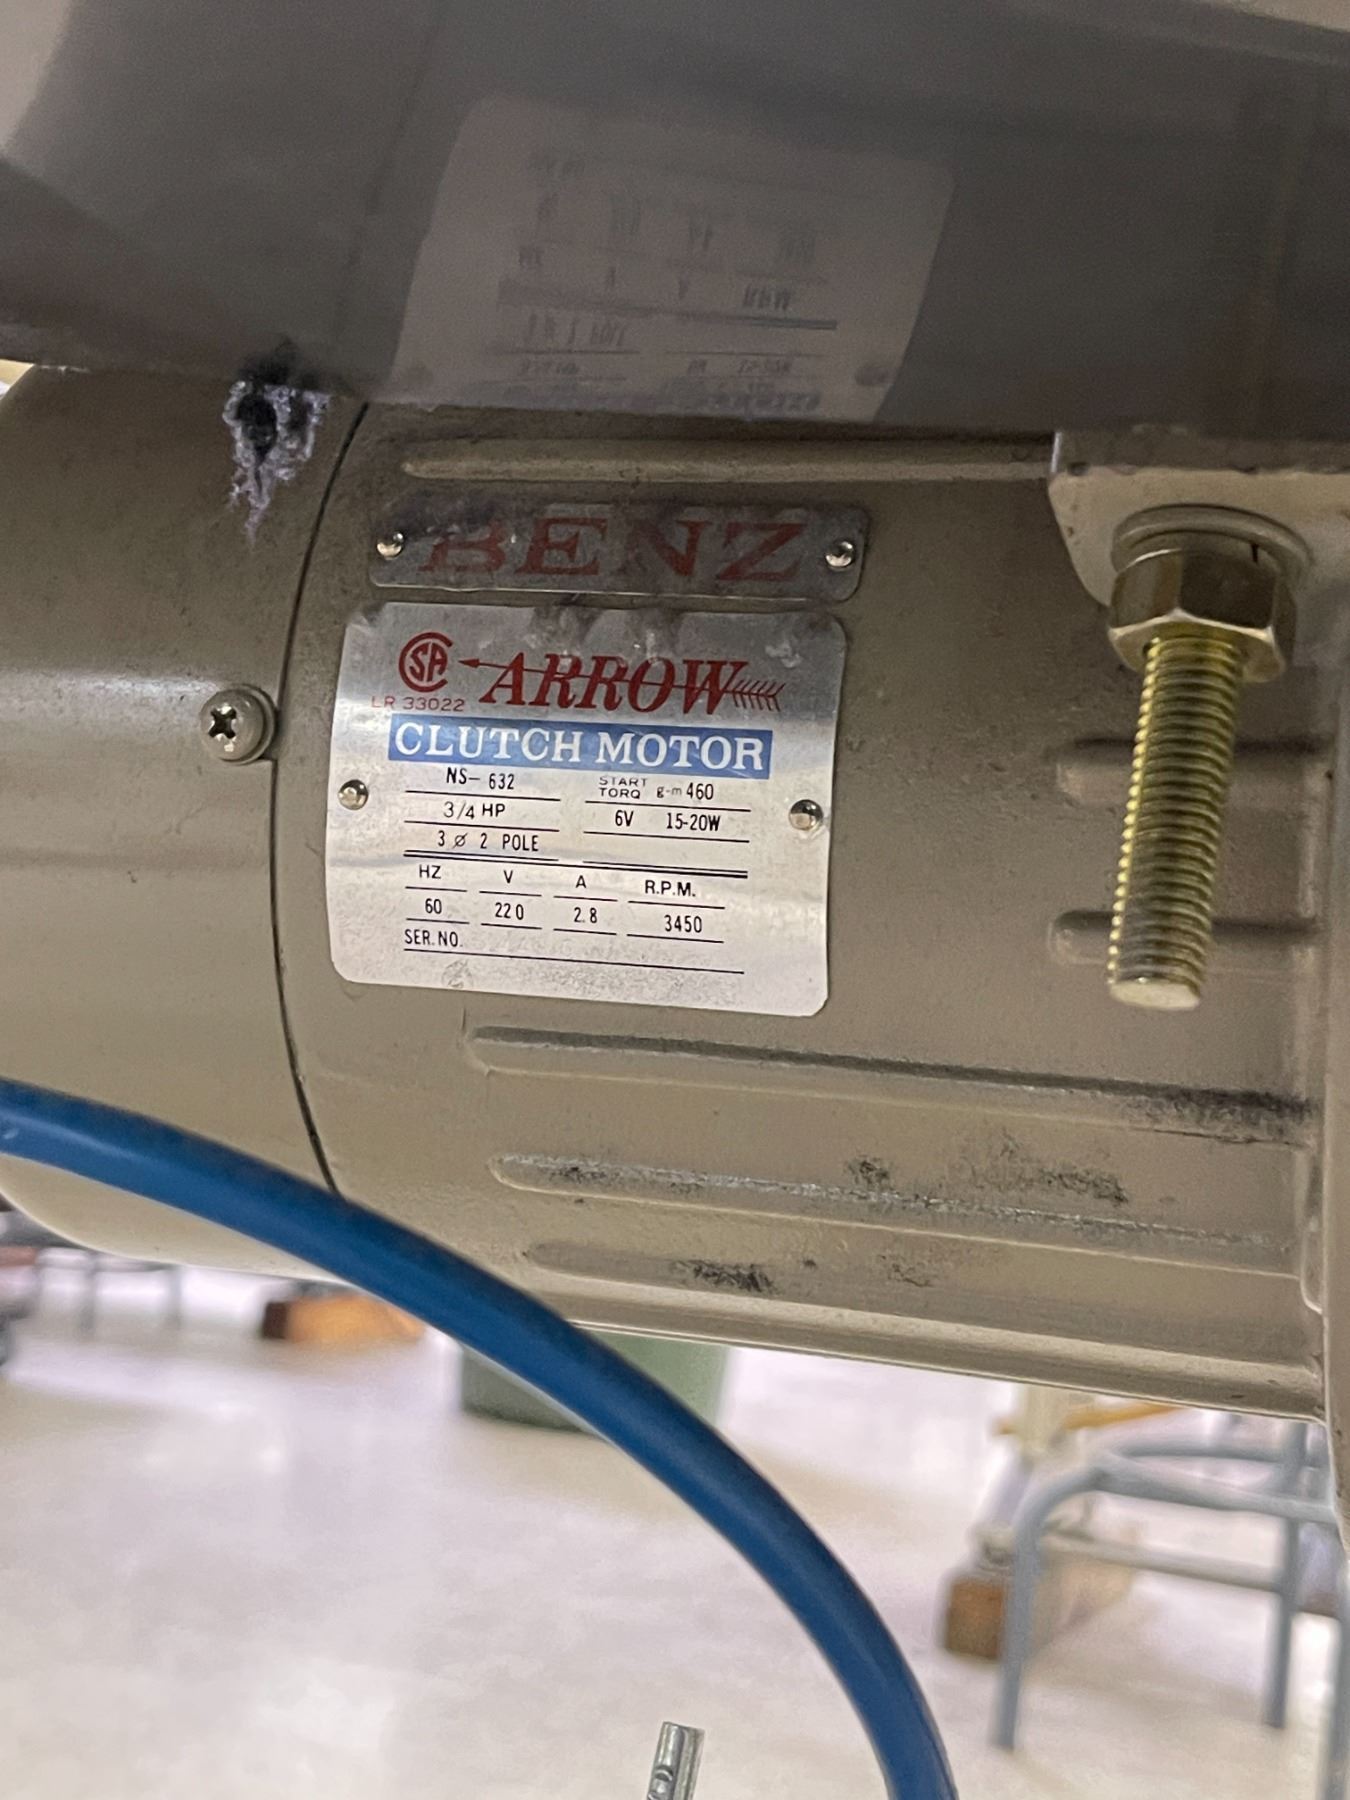 BENZ
CSA ARROW
LR 33022
CLUTCH MOTOR
NS-632 START TORQ g-m 460
3/4 HP 6V 15-20W
3 ø 2 POLE
HZ V A R.P.M.
60 220 2.8 3450
SER. NO.